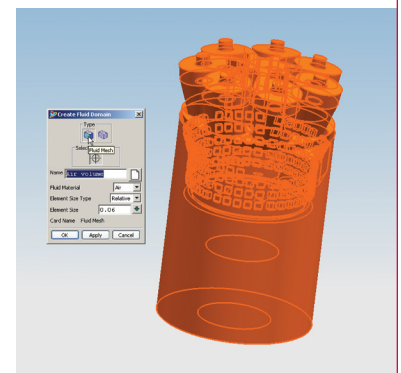 Create Fluid Domain
Type
Selec
Fluid Mesh
Name Air volume
Fluid Material Air
Element Size Type Relative
Element Size 0.06
Card Name Fluid Mesh
OK Apply Cancel